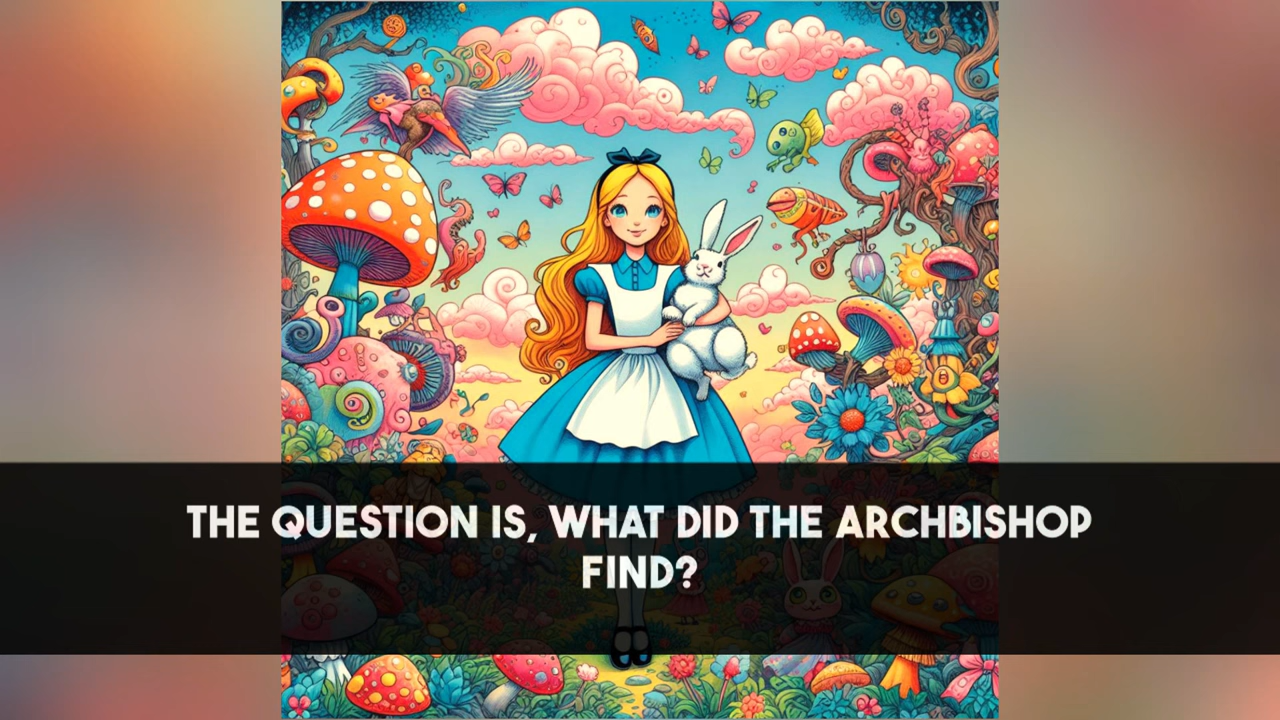 THE QUESTION IS, WHAT DID THE ARCHBISHOP
FIND?